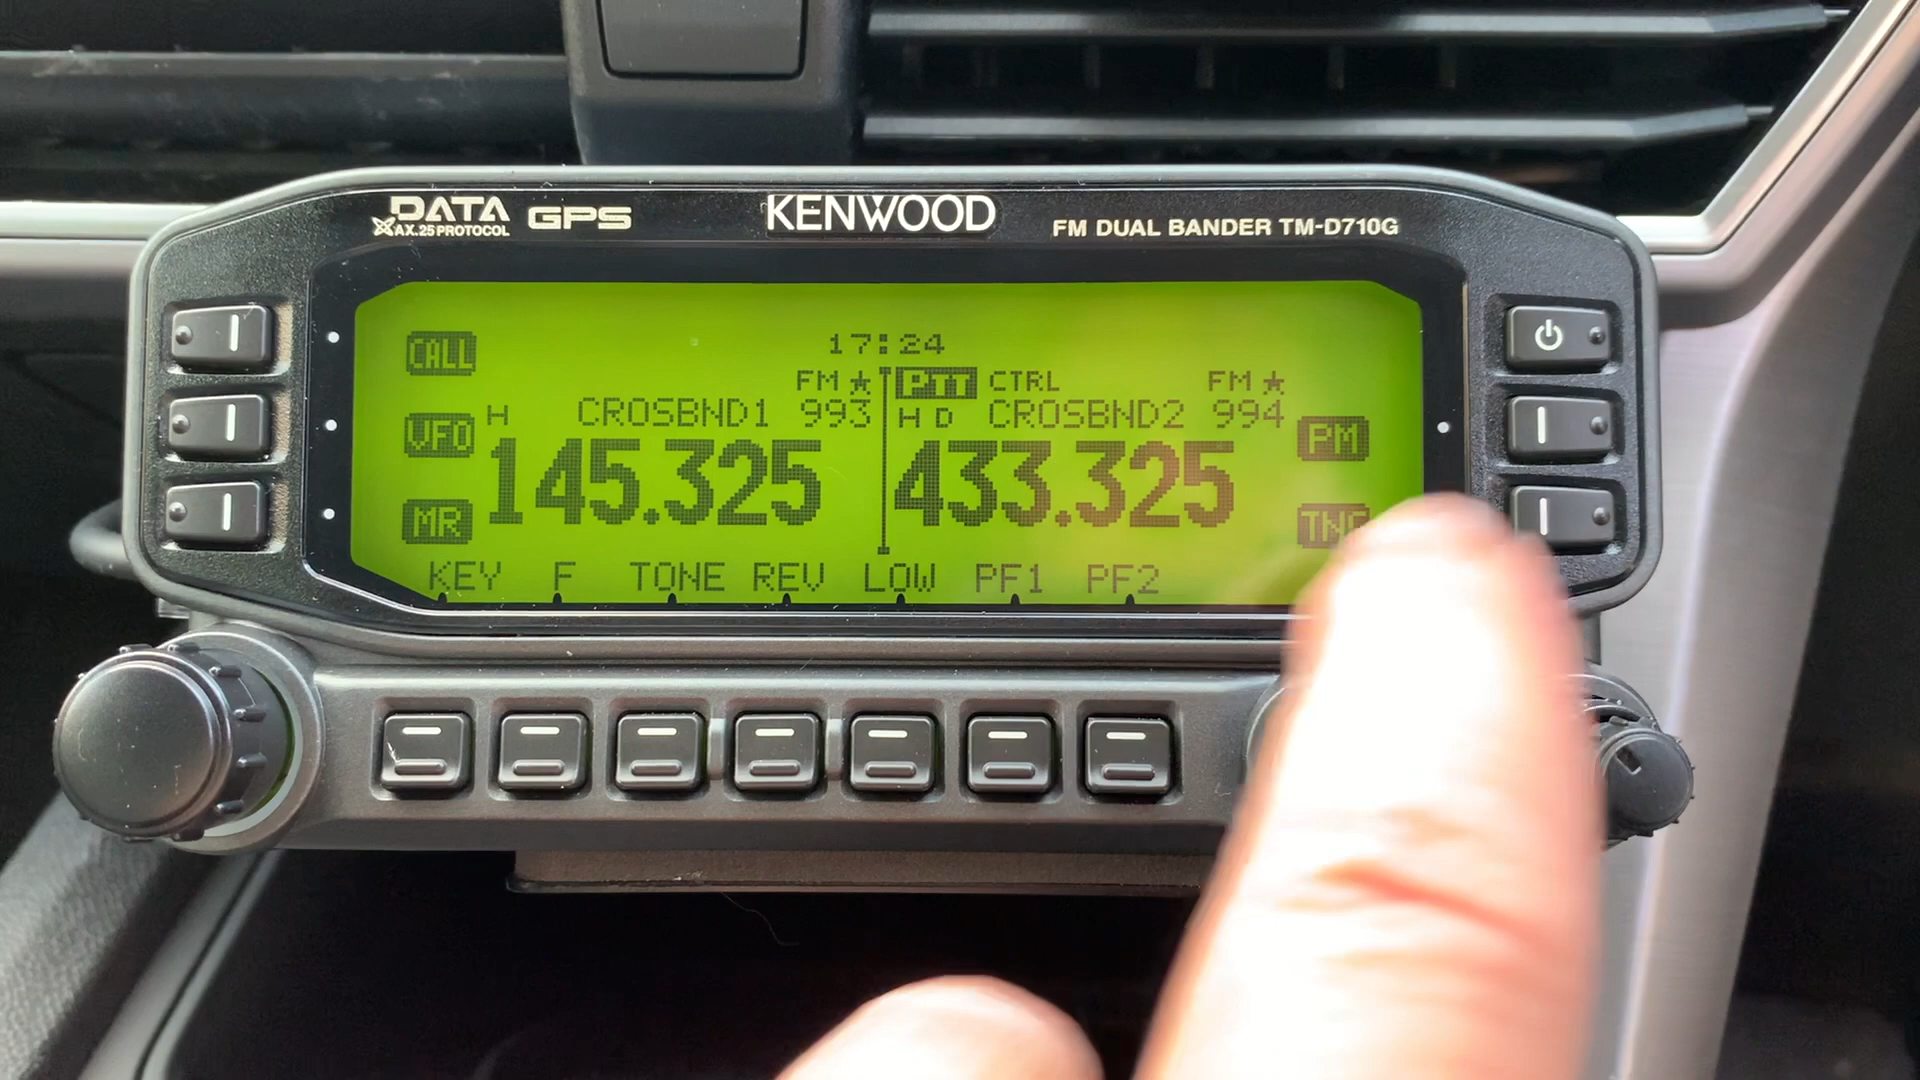 DATA GPS KENWOOD FM DUAL BANDER TM-D710G
AX.25 PROTOCOL
CALL 17:24
FM ★ PTT CTRL FM ★
H CROSBND1 993 H D CROSBND2 994
VFO 145.325 433.325 PM
MR TNC
KEY F TONE REV LOW PF1 PF2